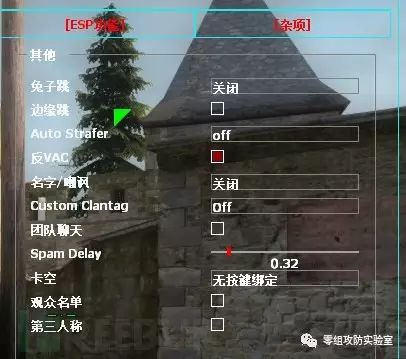 [ESP功能] [杂项]
其他
兔子跳 关闭
边缘跳
Auto Strafer off
反VAC
名字/嘲讽 关闭
Custom Clantag Off
团队聊天
Spam Delay
0.32
卡空 无按键绑定
观众名单
第三人称
零组攻防实验室